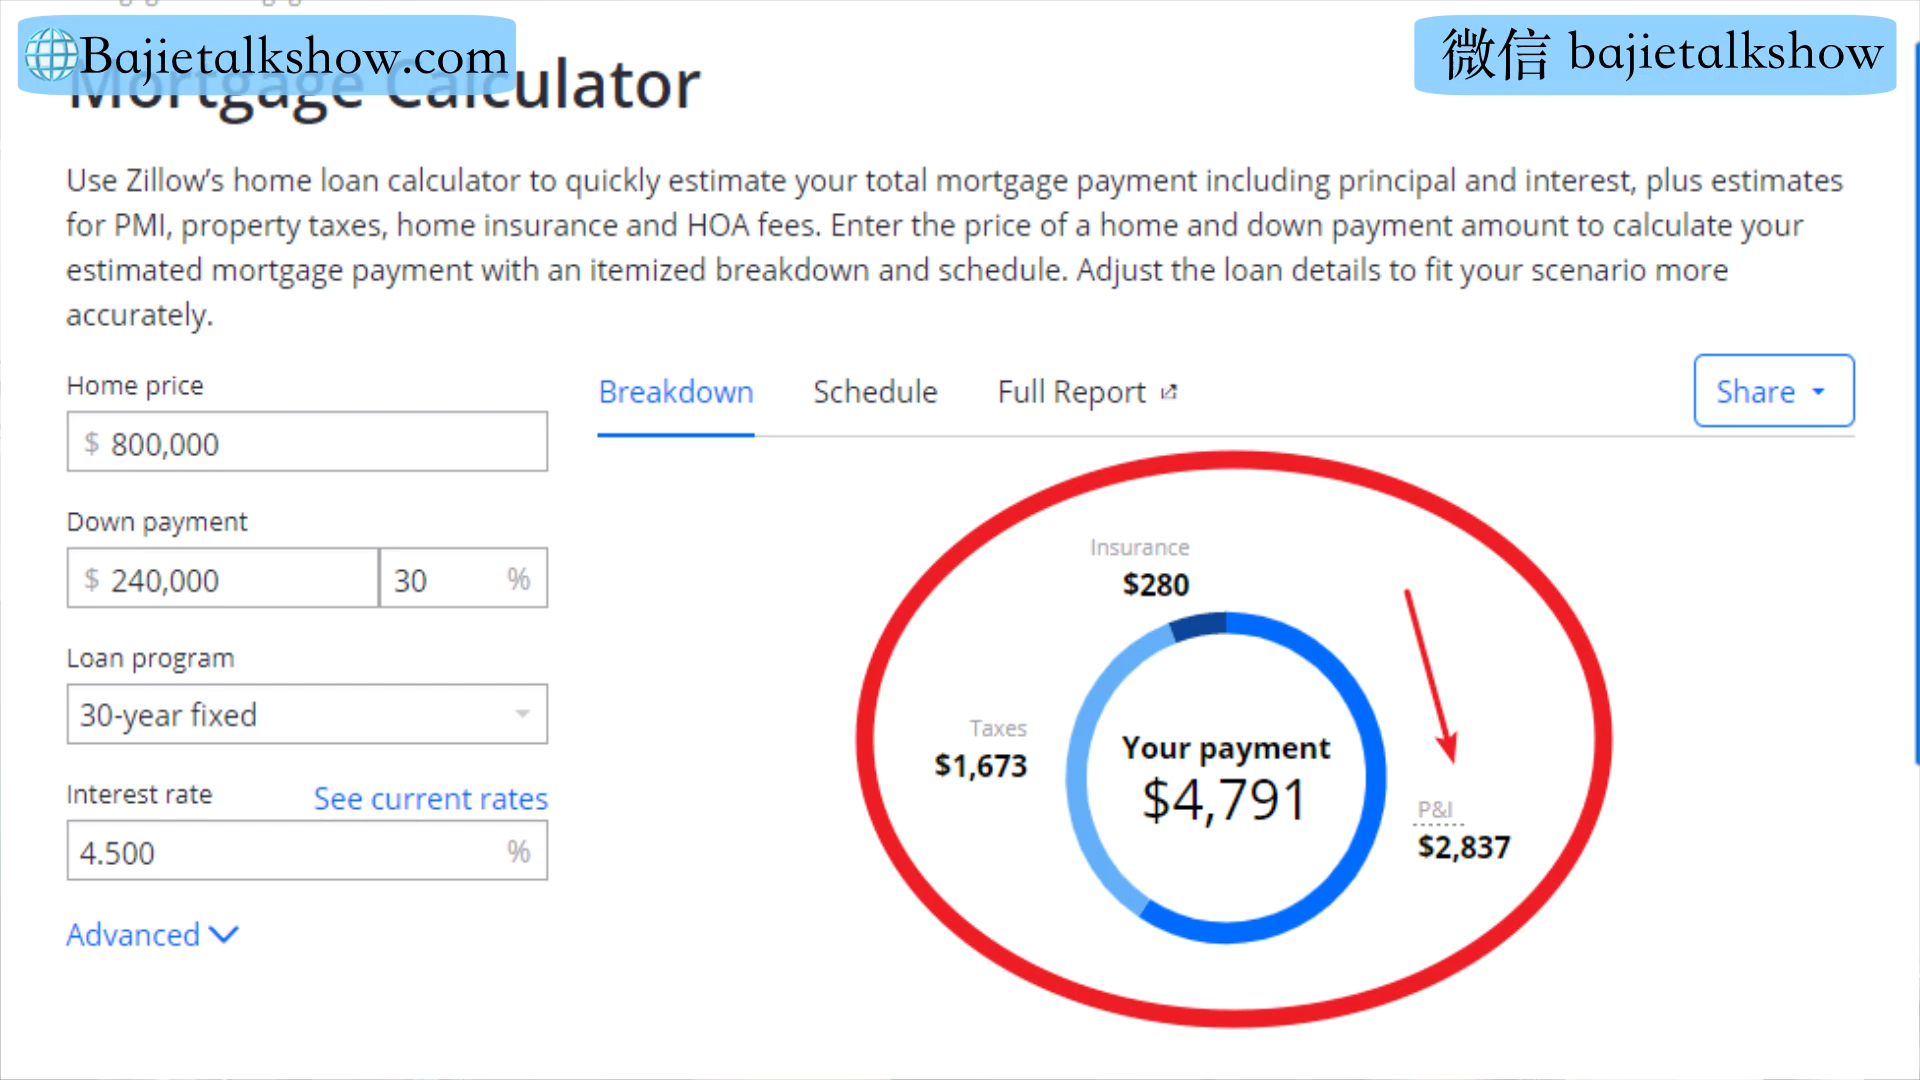 Bajietalkshow.com
微信 bajietalkshow
Mortgage Calculator
Use Zillow’s home loan calculator to quickly estimate your total mortgage payment including principal and interest, plus estimates
for PMI, property taxes, home insurance and HOA fees. Enter the price of a home and down payment amount to calculate your
estimated mortgage payment with an itemized breakdown and schedule. Adjust the loan details to fit your scenario more
accurately.
Home price
$ 800,000
Down payment
$ 240,000 30 %
Loan program
30-year fixed
Interest rate See current rates
4.500 %
Advanced
Breakdown Schedule Full Report
Share
Insurance
$280
Taxes
$1,673
Your payment
$4,791
P&I
$2,837